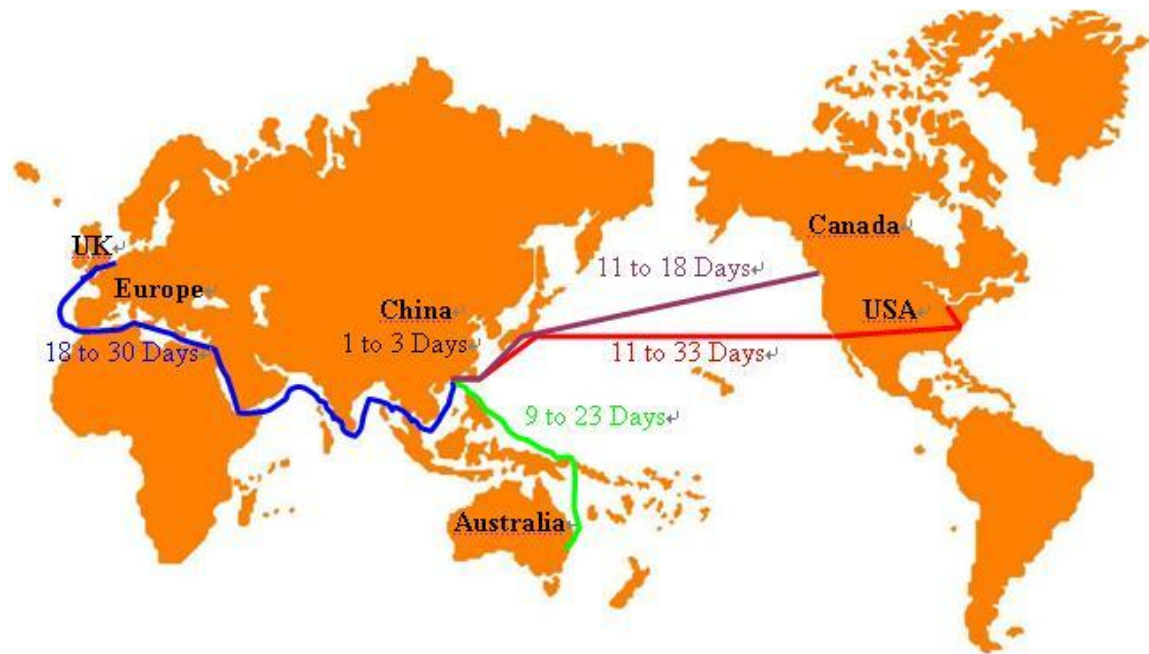 Canada
UK
11 to 18 Days
Europe
China
USA
18 to 30 Days
1 to 3 Days
11 to 33 Days
9 to 23 Days
Australia